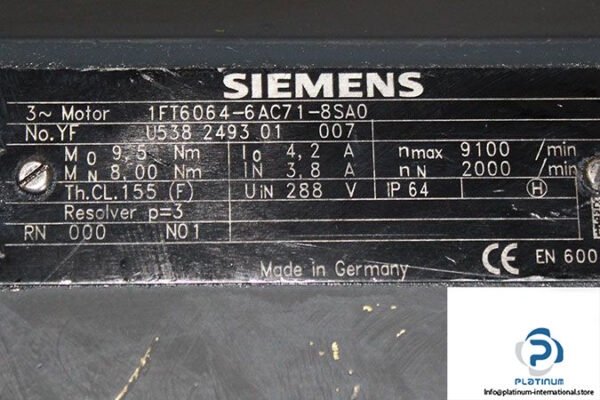 SIEMENS
3~ Motor 1FT6064-6AC71-8SA0
No.YF U538 2493 01 007
M0 9,5 Nm I0 4,2 A nmax 9100 /min
MN 8,00 Nm IN 3,8 A nN 2000 /min
Th.CL.155 (F) UIN 288 V IP 64 H
Resolver p=3
RN 000 N01
Made in Germany CE EN 600
P
PLATINUM
info@platinum-international.store